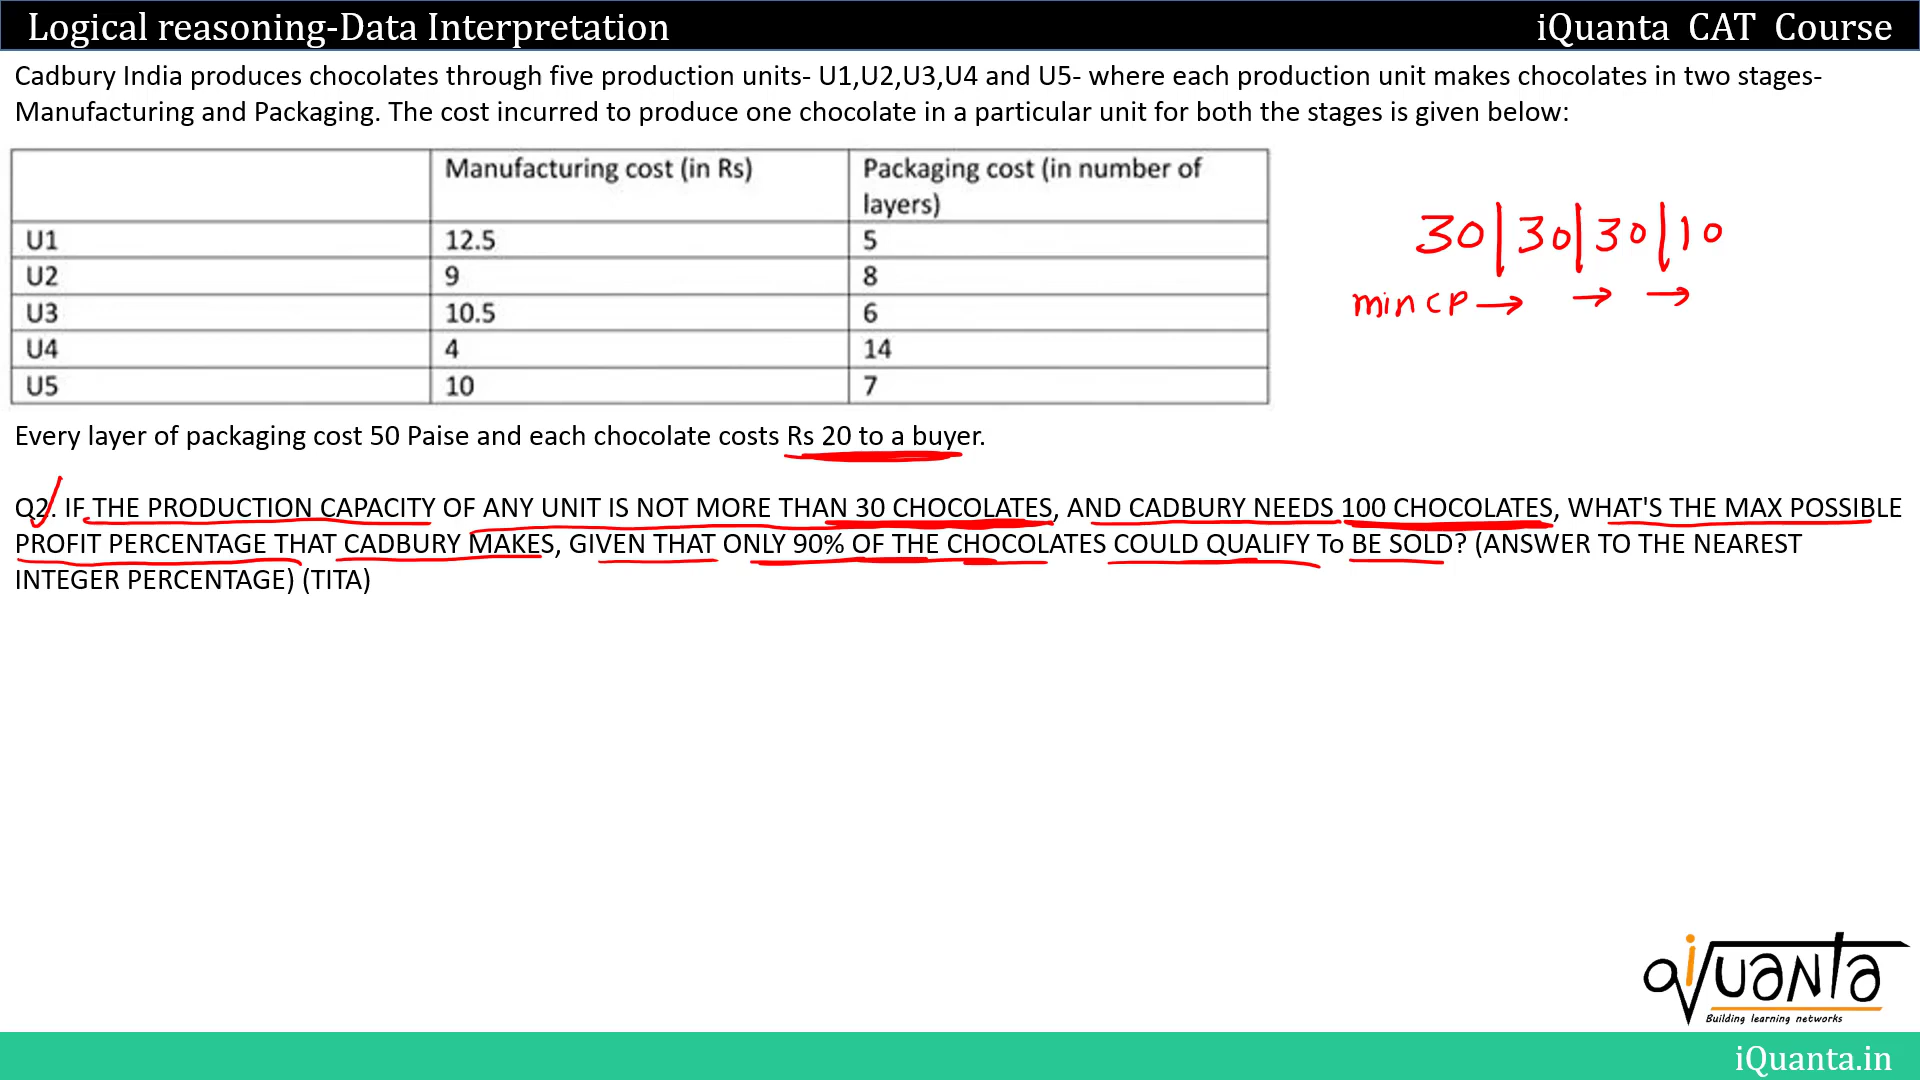 Logical reasoning-Data Interpretation
iQuanta CAT Course
Cadbury India produces chocolates through five production units- U1,U2,U3,U4 and U5- where each production unit makes chocolates in two stages-
Manufacturing and Packaging. The cost incurred to produce one chocolate in a particular unit for both the stages is given below:
Manufacturing cost (in Rs) Packaging cost (in number of layers)
U1 12.5 5
U2 9 8
U3 10.5 6
U4 4 14
U5 10 7
30|30|30|10
min CP → → →
Every layer of packaging cost 50 Paise and each chocolate costs Rs 20 to a buyer.
Q2. IF THE PRODUCTION CAPACITY OF ANY UNIT IS NOT MORE THAN 30 CHOCOLATES, AND CADBURY NEEDS 100 CHOCOLATES, WHAT'S THE MAX POSSIBLE
PROFIT PERCENTAGE THAT CADBURY MAKES, GIVEN THAT ONLY 90% OF THE CHOCOLATES COULD QUALIFY To BE SOLD? (ANSWER TO THE NEAREST
INTEGER PERCENTAGE) (TITA)
iQuanta
Building learning networks
iQuanta.in